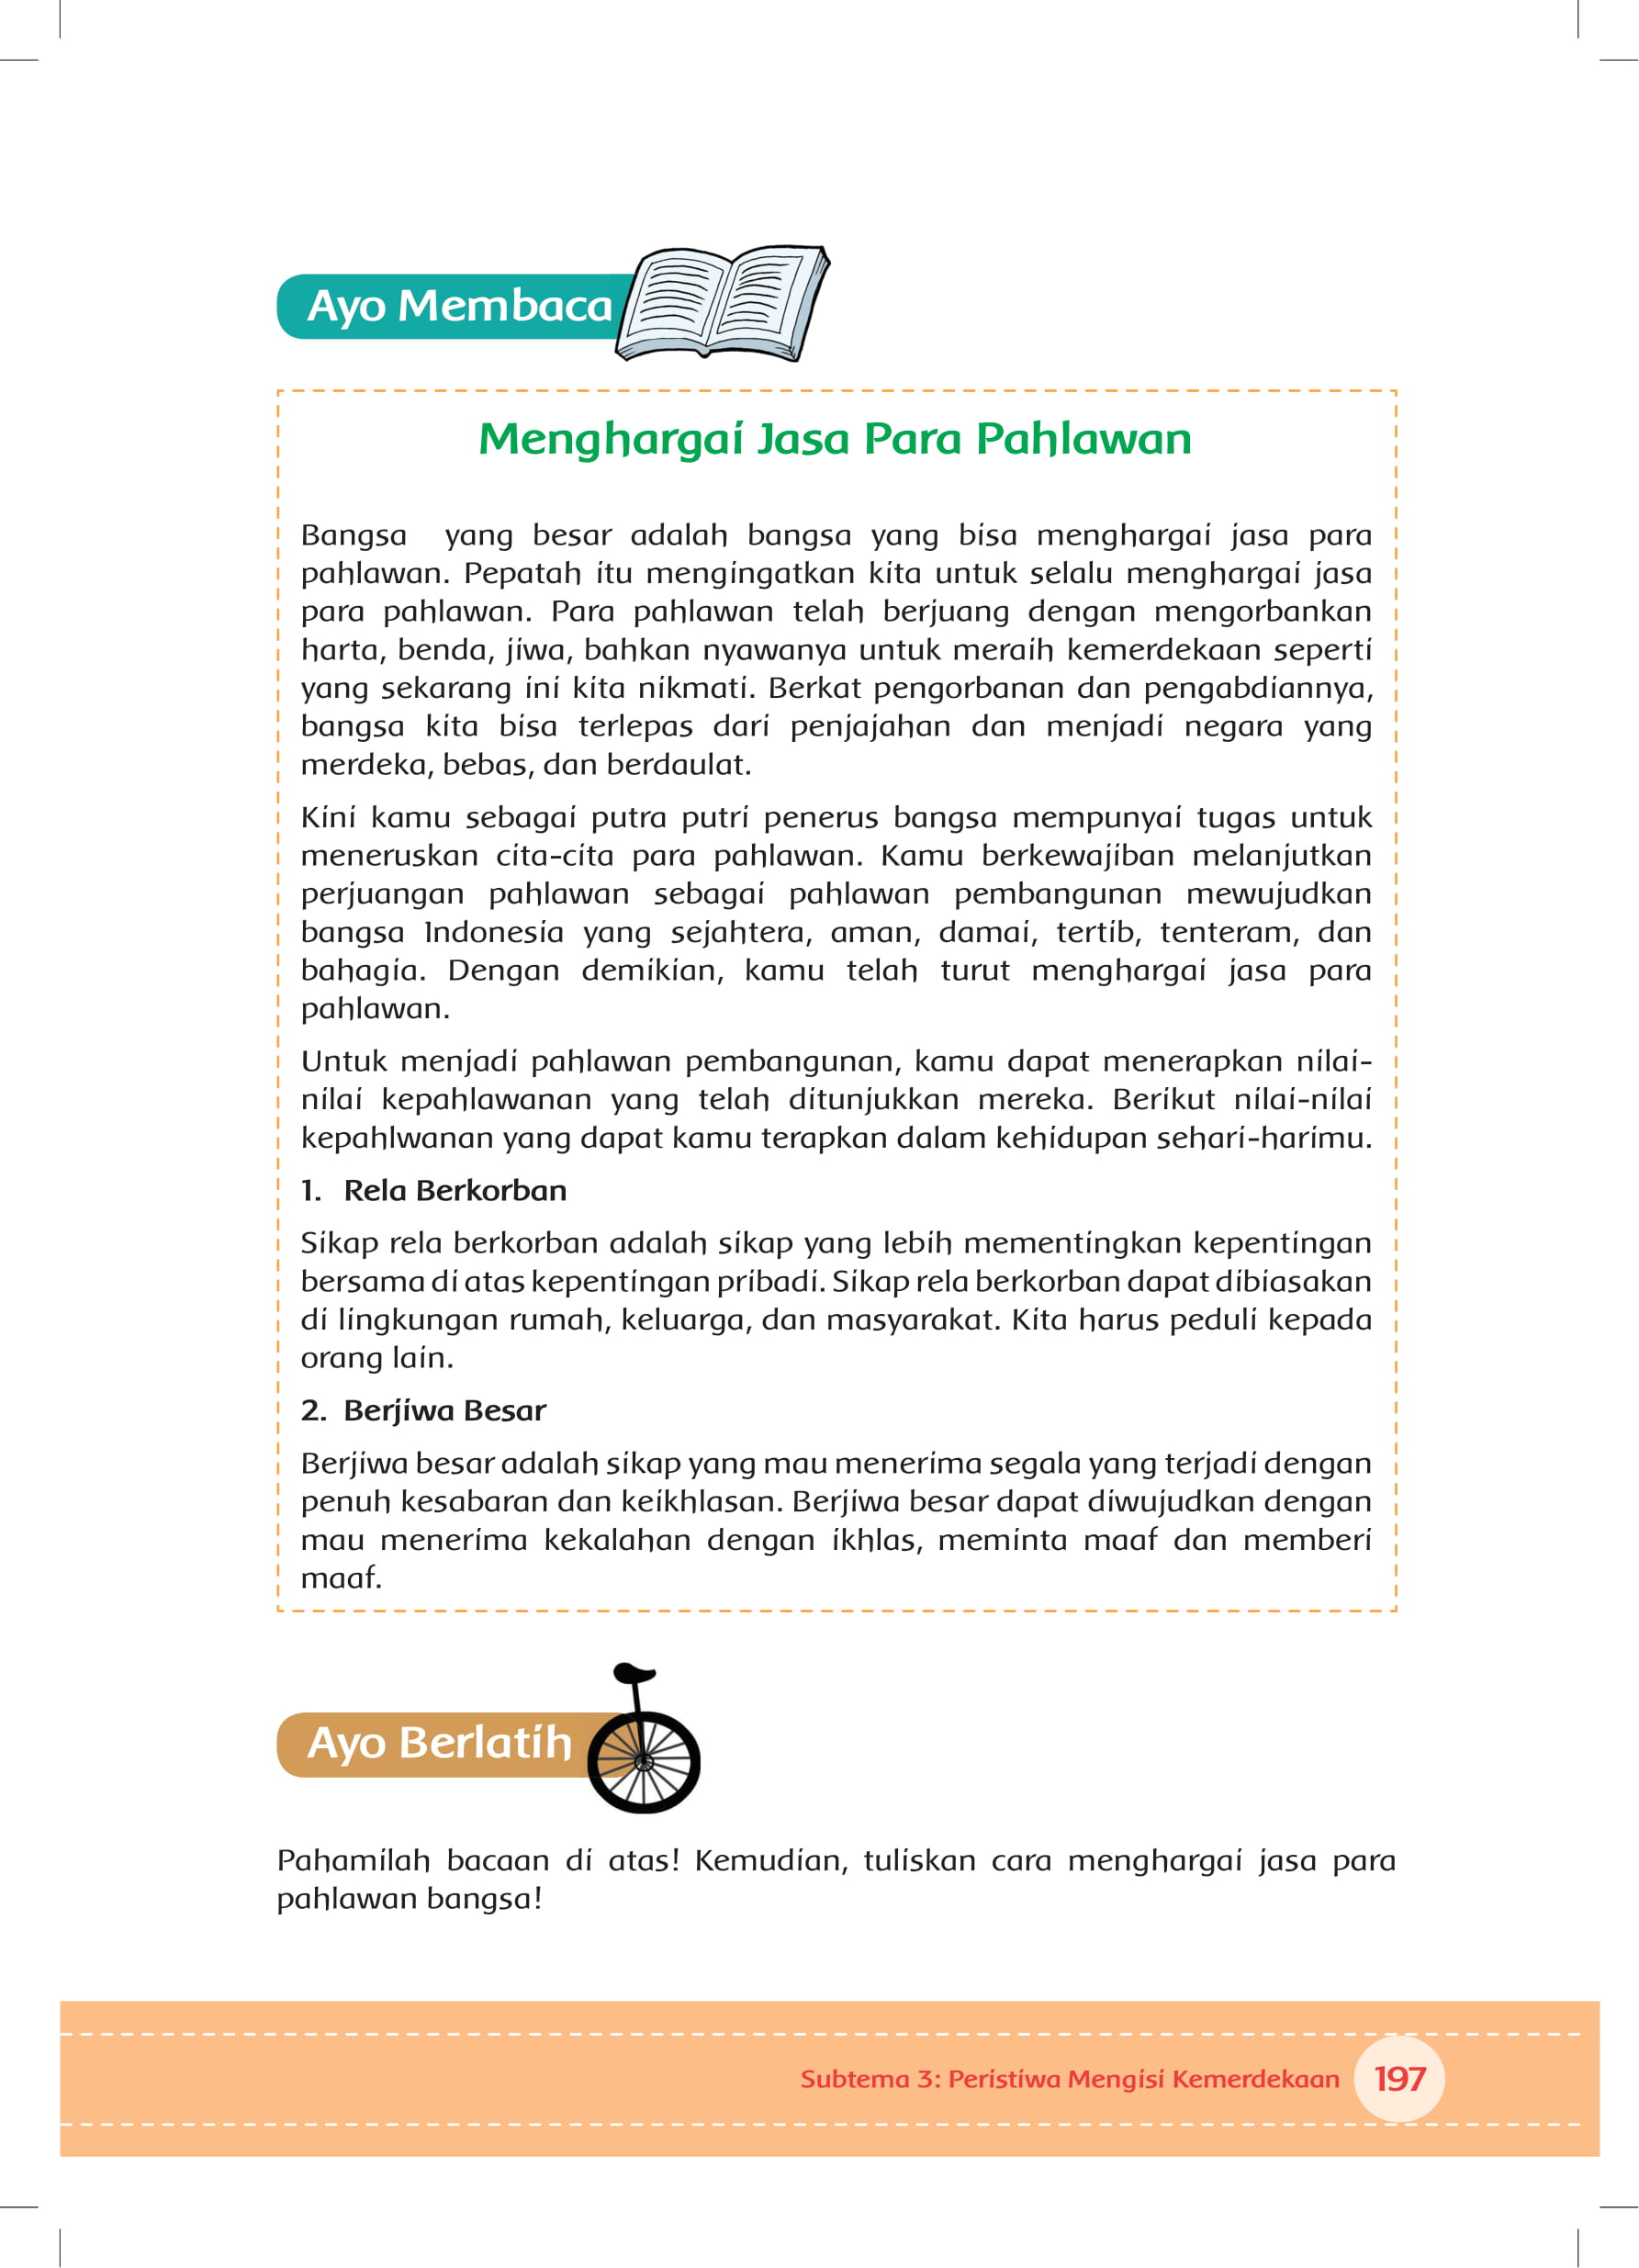 Ayo Membaca
Menghargai Jasa Para Pahlawan
Bangsa yang besar adalah bangsa yang bisa menghargai jasa para
pahlawan. Pepatah itu mengingatkan kita untuk selalu menghargai jasa
para pahlawan. Para pahlawan telah berjuang dengan mengorbankan
harta, benda, jiwa, bahkan nyawanya untuk meraih kemerdekaan seperti
yang sekarang ini kita nikmati. Berkat pengorbanan dan pengabdiannya,
bangsa kita bisa terlepas dari penjajahan dan menjadi negara yang
merdeka, bebas, dan berdaulat.
Kini kamu sebagai putra putri penerus bangsa mempunyai tugas untuk
meneruskan cita-cita para pahlawan. Kamu berkewajiban melanjutkan
perjuangan pahlawan sebagai pahlawan pembangunan mewujudkan
bangsa Indonesia yang sejahtera, aman, damai, tertib, tenteram, dan
bahagia. Dengan demikian, kamu telah turut menghargai jasa para
pahlawan.
Untuk menjadi pahlawan pembangunan, kamu dapat menerapkan nilai-
nilai kepahlawanan yang telah ditunjukkan mereka. Berikut nilai-nilai
kepahlwanan yang dapat kamu terapkan dalam kehidupan sehari-harimu.
1. Rela Berkorban
Sikap rela berkorban adalah sikap yang lebih mementingkan kepentingan
bersama di atas kepentingan pribadi. Sikap rela berkorban dapat dibiasakan
di lingkungan rumah, keluarga, dan masyarakat. Kita harus peduli kepada
orang lain.
2. Berjiwa Besar
Berjiwa besar adalah sikap yang mau menerima segala yang terjadi dengan
penuh kesabaran dan keikhlasan. Berjiwa besar dapat diwujudkan dengan
mau menerima kekalahan dengan ikhlas, meminta maaf dan memberi
maaf.
Ayo Berlatih
Pahamilah bacaan di atas! Kemudian, tuliskan cara menghargai jasa para
pahlawan bangsa!
Subtema 3: Peristiwa Mengisi Kemerdekaan 197